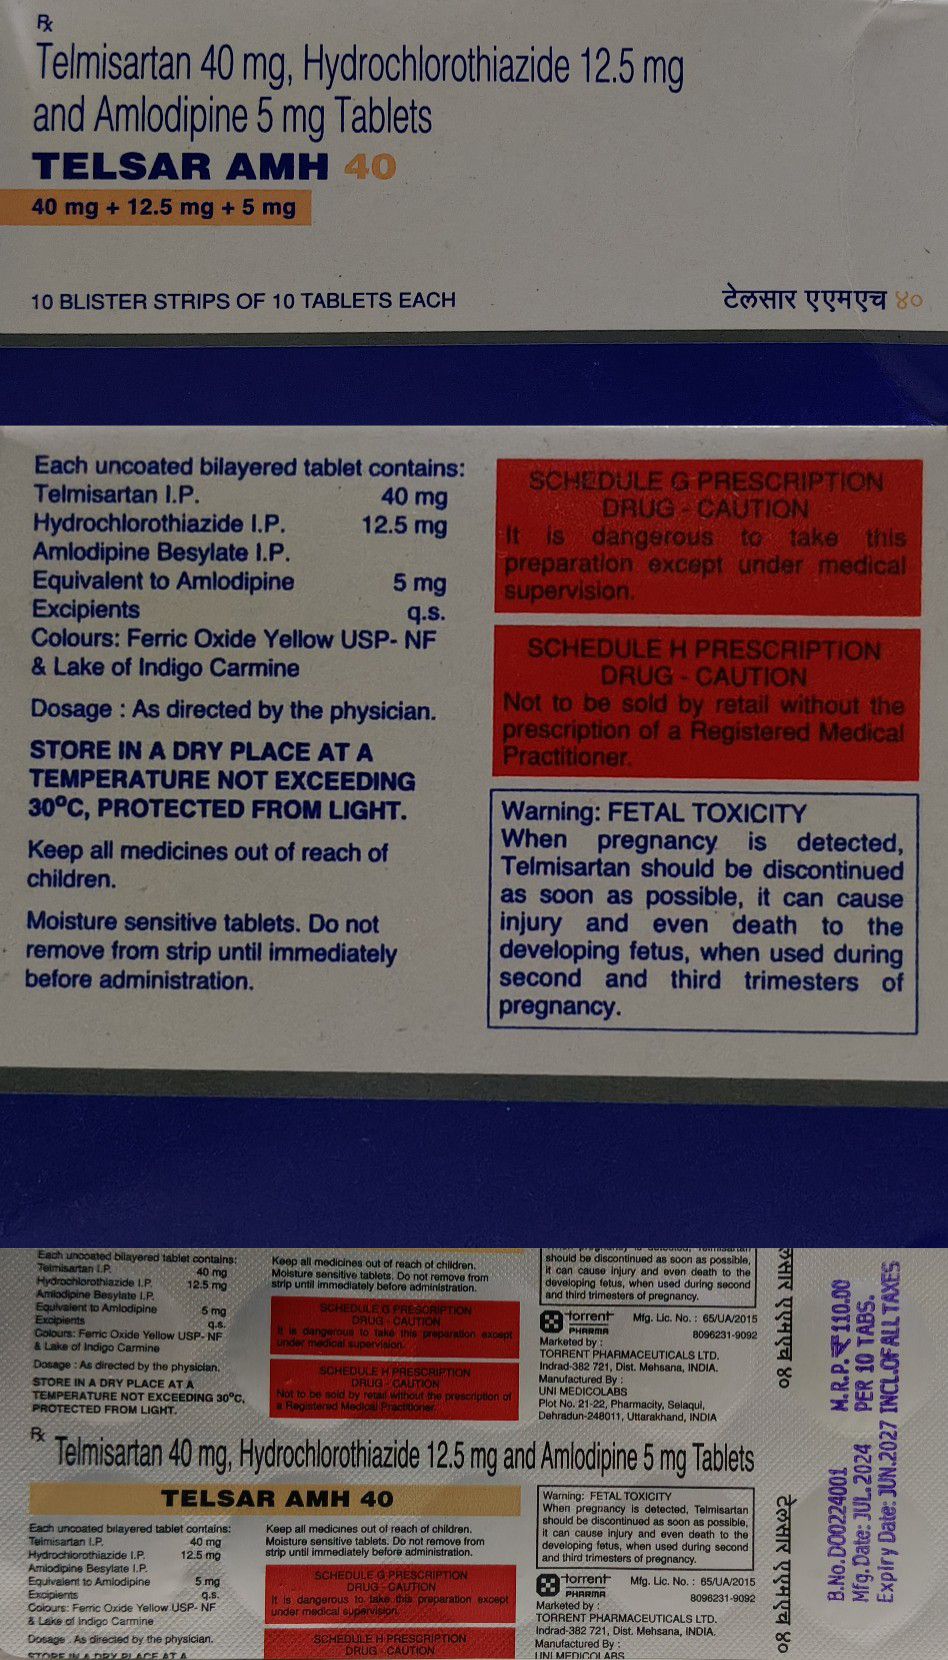 Rx
Telmisartan 40 mg, Hydrochlorothiazide 12.5 mg
and Amlodipine 5 mg Tablets
TELSAR AMH 40
40 mg + 12.5 mg + 5 mg
10 BLISTER STRIPS OF 10 TABLETS EACH
टेलसार एएमएच ४०
Each uncoated bilayered tablet contains:
Telmisartan I.P. 40 mg
Hydrochlorothiazide I.P. 12.5 mg
Amlodipine Besylate I.P.
Equivalent to Amlodipine 5 mg
Excipients q.s.
Colours: Ferric Oxide Yellow USP- NF
& Lake of Indigo Carmine
Dosage : As directed by the physician.
STORE IN A DRY PLACE AT A
TEMPERATURE NOT EXCEEDING
30°C, PROTECTED FROM LIGHT.
Keep all medicines out of reach of
children.
Moisture sensitive tablets. Do not
remove from strip until immediately
before administration.
SCHEDULE G PRESCRIPTION
DRUG - CAUTION
It is dangerous to take this
preparation except under medical
supervision.
SCHEDULE H PRESCRIPTION
DRUG - CAUTION
Not to be sold by retail without the
prescription of a Registered Medical
Practitioner.
Warning: FETAL TOXICITY
When pregnancy is detected,
Telmisartan should be discontinued
as soon as possible, it can cause
injury and even death to the
developing fetus, when used during
second and third trimesters of
pregnancy.
Each uncoated bilayered tablet contains:
Telmisartan I.P. 40 mg
Hydrochlorothiazide I.P. 12.5 mg
Amlodipine Besylate I.P.
Equivalent to Amlodipine 5 mg
Excipients q.s.
Colours: Ferric Oxide Yellow USP- NF
& Lake of Indigo Carmine
Dosage : As directed by the physician.
STORE IN A DRY PLACE AT A
TEMPERATURE NOT EXCEEDING 30°C,
PROTECTED FROM LIGHT.
Keep all medicines out of reach of children.
Moisture sensitive tablets. Do not remove from
strip until immediately before administration.
SCHEDULE G PRESCRIPTION
DRUG - CAUTION
It is dangerous to take this preparation except
under medical supervision.
SCHEDULE H PRESCRIPTION
DRUG - CAUTION
Not to be sold by retail without the prescription of
a Registered Medical Practitioner.
When pregnancy is detected, Telmisartan
should be discontinued as soon as possible,
it can cause injury and even death to the
developing fetus, when used during second
and third trimesters of pregnancy.
torrent PHARMA
Mfg. Lic. No. : 65/UA/2015
8096231-9092
Marketed by :
TORRENT PHARMACEUTICALS LTD.
Indrad-382 721, Dist. Mehsana, INDIA.
Manufactured By :
UNI MEDICOLABS
Plot No. 21-22, Pharmacity, Selaqui,
Dehradun-248011, Uttarakhand, INDIA
टेलसार एएमएच ४०
Rx
Telmisartan 40 mg, Hydrochlorothiazide 12.5 mg and Amlodipine 5 mg Tablets
TELSAR AMH 40
Each uncoated bilayered tablet contains:
Telmisartan I.P. 40 mg
Hydrochlorothiazide I.P. 12.5 mg
Amlodipine Besylate I.P.
Equivalent to Amlodipine 5 mg
Excipients q.s.
Colours: Ferric Oxide Yellow USP- NF
& Lake of Indigo Carmine
Dosage : As directed by the physician.
STORE IN A DRY PLACE AT A
Keep all medicines out of reach of children.
Moisture sensitive tablets. Do not remove from
strip until immediately before administration.
SCHEDULE G PRESCRIPTION
DRUG - CAUTION
It is dangerous to take this preparation except
under medical supervision.
SCHEDULE H PRESCRIPTION
DRUG - CAUTION
Warning: FETAL TOXICITY
When pregnancy is detected, Telmisartan
should be discontinued as soon as possible,
it can cause injury and even death to the
developing fetus, when used during second
and third trimesters of pregnancy.
torrent PHARMA
Mfg. Lic. No. : 65/UA/2015
8096231-9092
Marketed by :
TORRENT PHARMACEUTICALS LTD.
Indrad-382 721, Dist. Mehsana, INDIA.
Manufactured By :
UNI MEDICOLABS
टेलसार एएमएच ४०
B.No.D00224001 M.R.P.₹110.00
Mfg.Date: JUL.2024 PER 10 TABS.
Expiry Date: JUN.2027 INCL.OF ALL TAXES